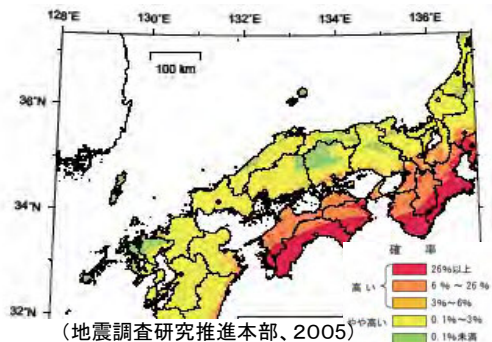 128°E 130°E 132°E 134°E 136°E
100 km
36°N
34°N
32°N
確 率
26%以上
高い 6%~26%
3%~6%
やや高い 0.1%~3%
0.1%未満
(地震調査研究推進本部、2005)